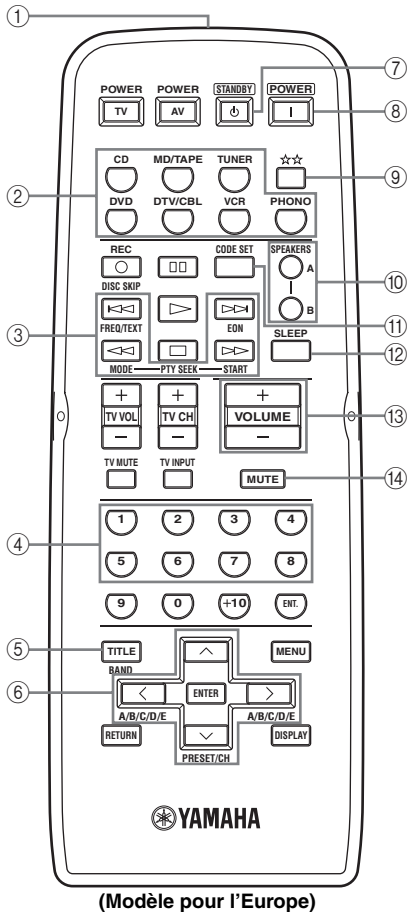 ①
POWER POWER STANDBY POWER
TV AV ⏻ I
⑦
⑧
②
CD MD/TAPE TUNER ☆☆
⑨
DVD DTV/CBL VCR PHONO
REC CODE SET SPEAKERS
A
B
⑩
⑪
DISC SKIP
③
FREQ/TEXT EON SLEEP
⑫
MODE PTY SEEK START
+ + +
TV VOL TV CH VOLUME
– – –
⑬
TV MUTE TV INPUT MUTE
⑭
④
1 2 3 4
5 6 7 8
9 0 +10 ENT.
⑤
TITLE MENU
BAND
⑥
ENTER
A/B/C/D/E A/B/C/D/E
RETURN DISPLAY
PRESET/CH
YAMAHA
(Modèle pour l'Europe)